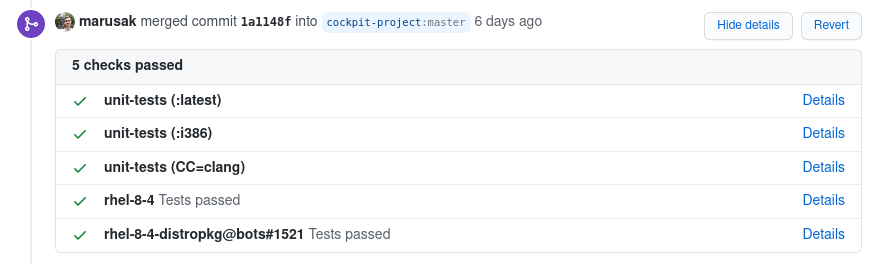 marusak merged commit 1a1148f into cockpit-project:master 6 days ago Hide details Revert
5 checks passed
unit-tests (:latest) Details
unit-tests (:i386) Details
unit-tests (CC=clang) Details
rhel-8-4 Tests passed Details
rhel-8-4-distropkg@bots#1521 Tests passed Details